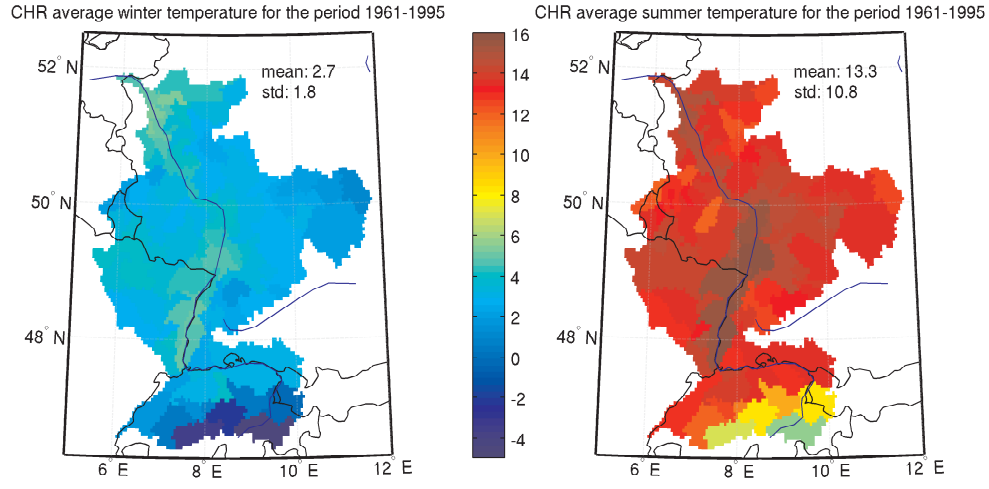 CHR average winter temperature for the period 1961-1995
mean: 2.7
std: 1.8
52° N
50° N
48° N
6° E
8° E
10° E
12° E
16
14
12
10
8
6
4
2
0
-2
-4
CHR average summer temperature for the period 1961-1995
mean: 13.3
std: 10.8
52° N
50° N
48° N
6° E
8° E
10° E
12° E